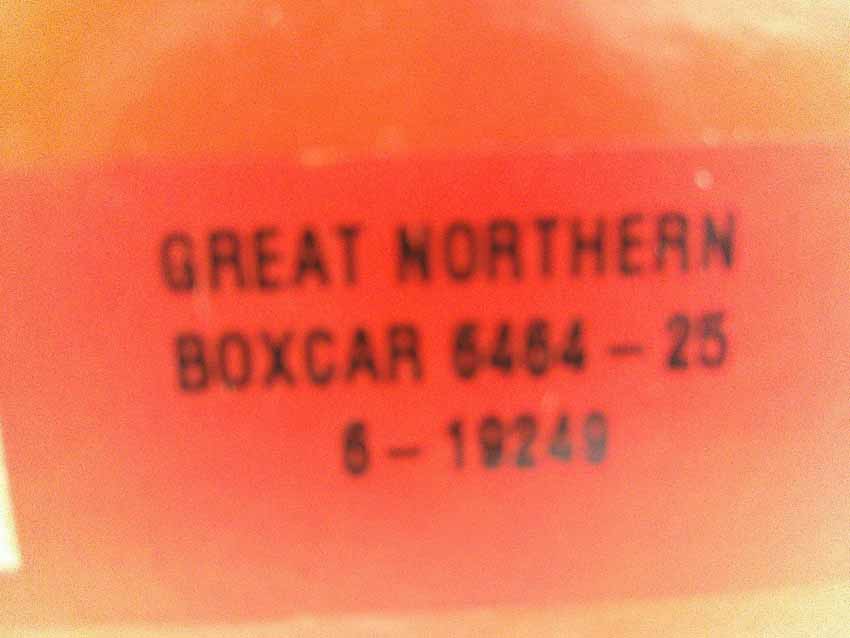 GREAT NORTHERN
BOXCAR 6464 - 25
6 - 19249